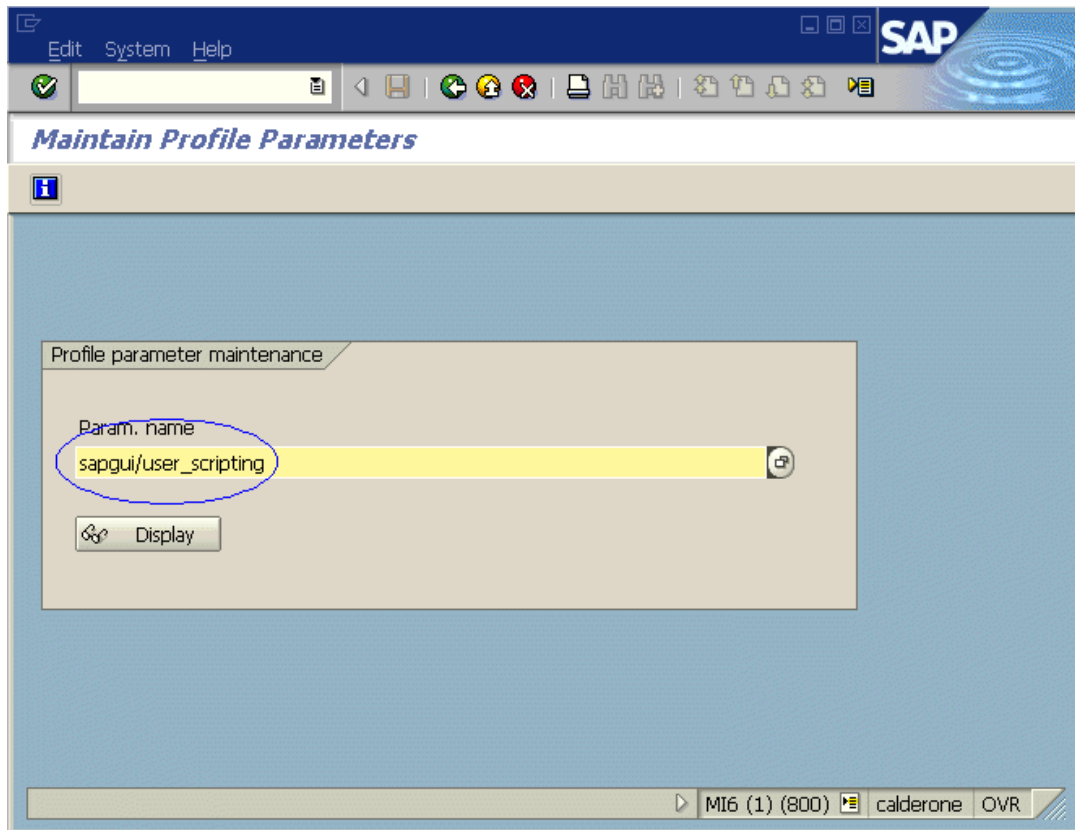 Edit System Help
SAP
Maintain Profile Parameters
Profile parameter maintenance
Param. name
sapgui/user_scripting
Display
MI6 (1) (800) calderone OVR